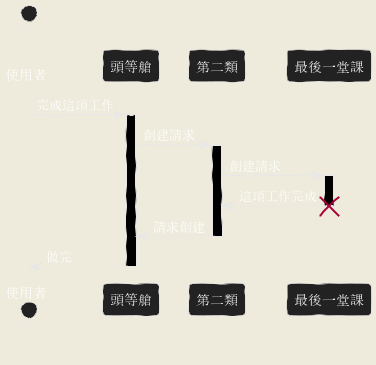 使用者
頭等艙
第二類
最後一堂課
完成這項工作
創建請求
創建請求
這項工作完成
請求創建
做完
使用者
頭等艙
第二類
最後一堂課